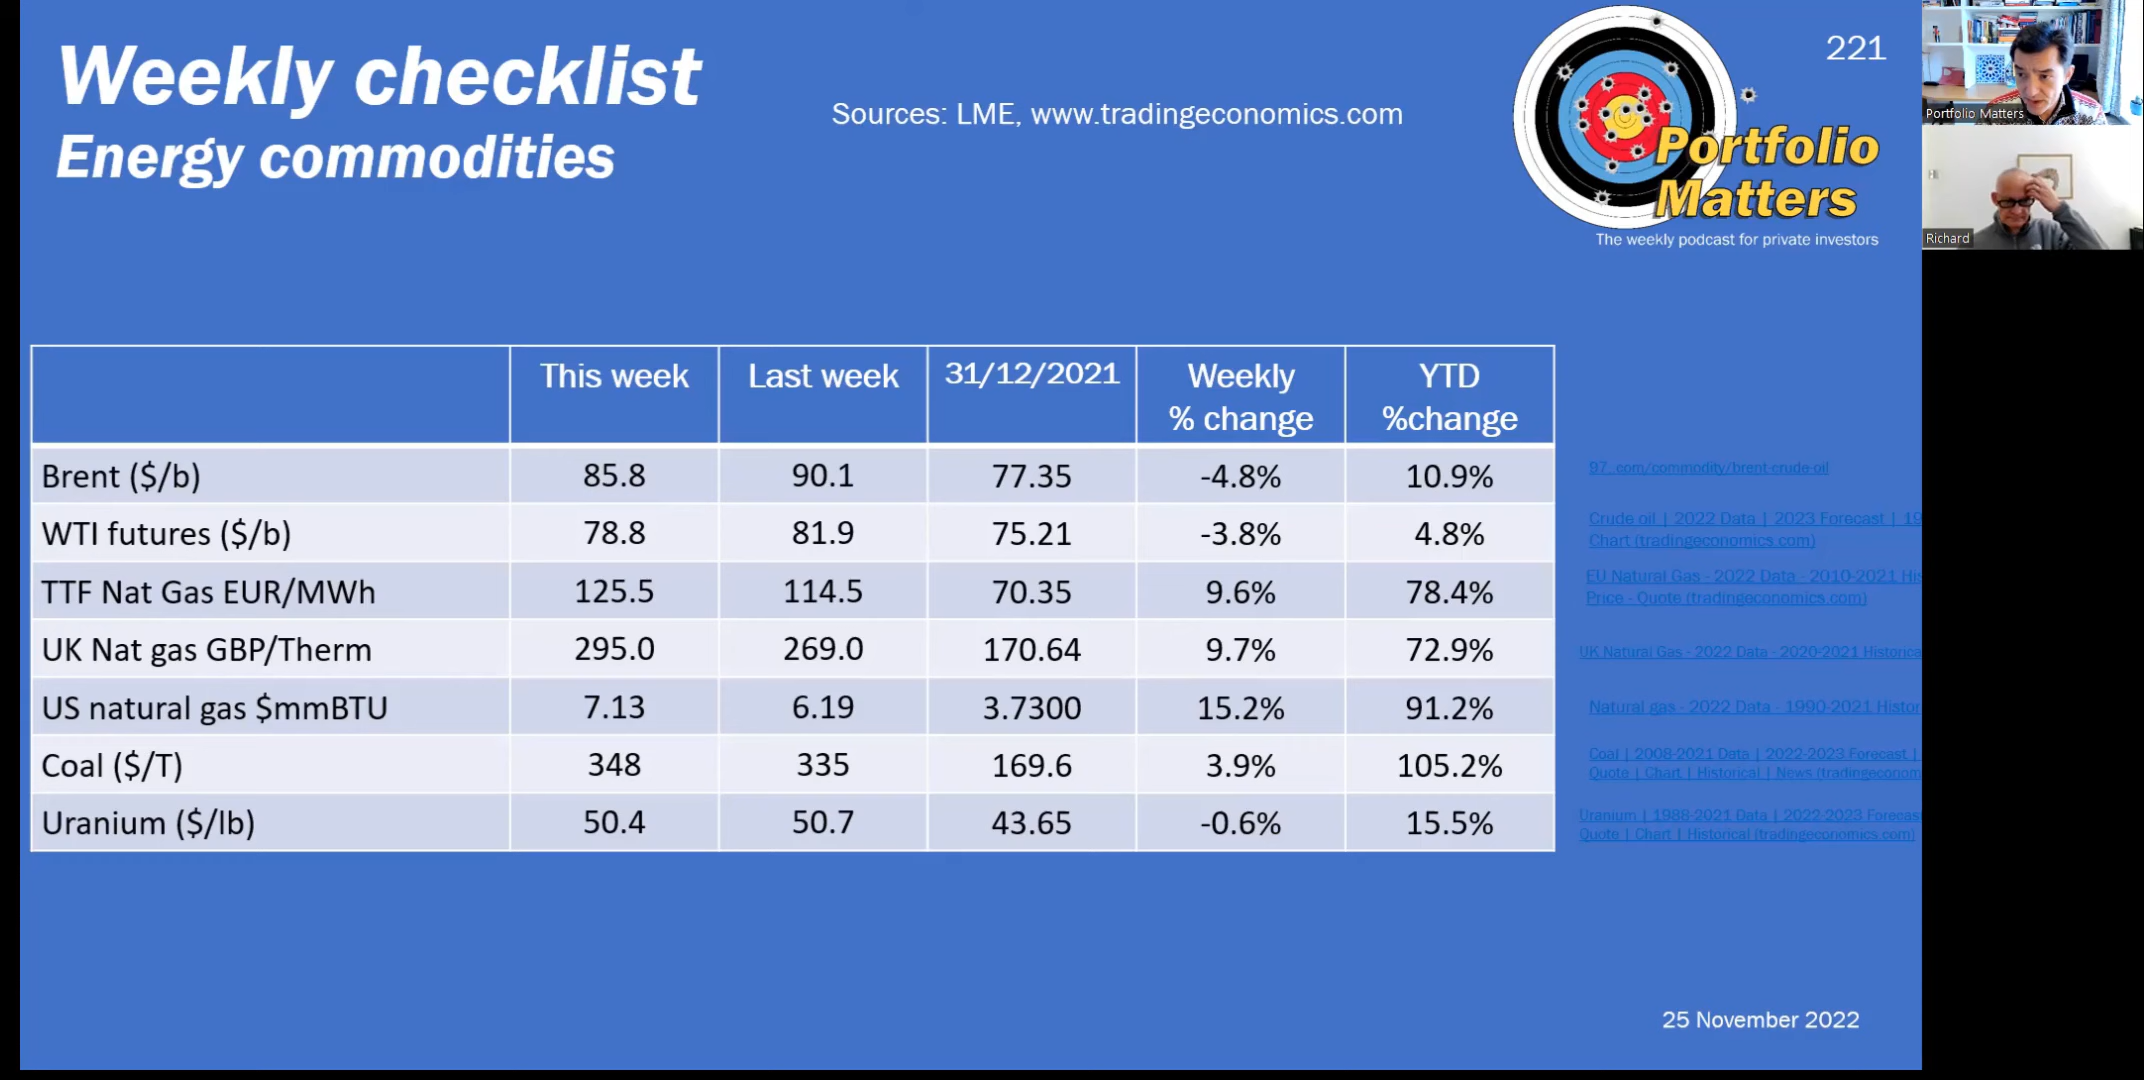 Weekly checklist
Energy commodities
Sources: LME, www.tradingeconomics.com
221
Portfolio
Matters
The weekly podcast for private investors
Portfolio Matters
Richard
This week Last week 31/12/2021 Weekly % change YTD %change
Brent ($/b) 85.8 90.1 77.35 -4.8% 10.9%
WTI futures ($/b) 78.8 81.9 75.21 -3.8% 4.8%
TTF Nat Gas EUR/MWh 125.5 114.5 70.35 9.6% 78.4%
UK Nat gas GBP/Therm 295.0 269.0 170.64 9.7% 72.9%
US natural gas $mmBTU 7.13 6.19 3.7300 15.2% 91.2%
Coal ($/T) 348 335 169.6 3.9% 105.2%
Uranium ($/lb) 50.4 50.7 43.65 -0.6% 15.5%
97_com/commodity/brent-crude-oil
Crude oil | 2022 Data | 2023 Forecast | 19
Chart (tradingeconomics.com)
EU Natural Gas - 2022 Data - 2010-2021 His
Price - Quote (tradingeconomics.com)
UK Natural Gas - 2022 Data - 2020-2021 Historica
Natural gas - 2022 Data - 1990-2021 Histor
Coal | 2008-2021 Data | 2022-2023 Forecast |
Quote | Chart | Historical | News (tradingeconom
Uranium | 1988-2021 Data | 2022-2023 Forecas
Quote | Chart | Historical (tradingeconomics.com)
25 November 2022